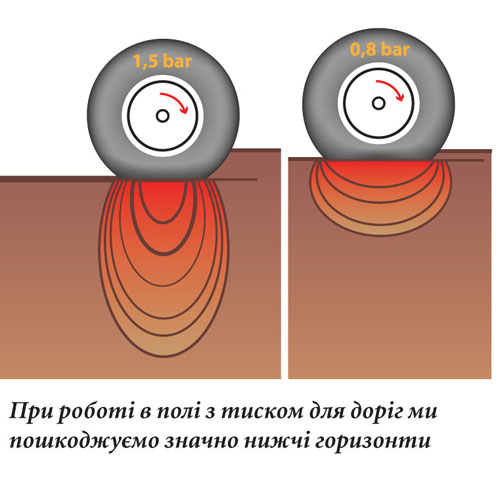 1,5 bar
0,8 bar
При роботі в полі з тиском для доріг ми
пошкоджуємо значно нижчі горизонти